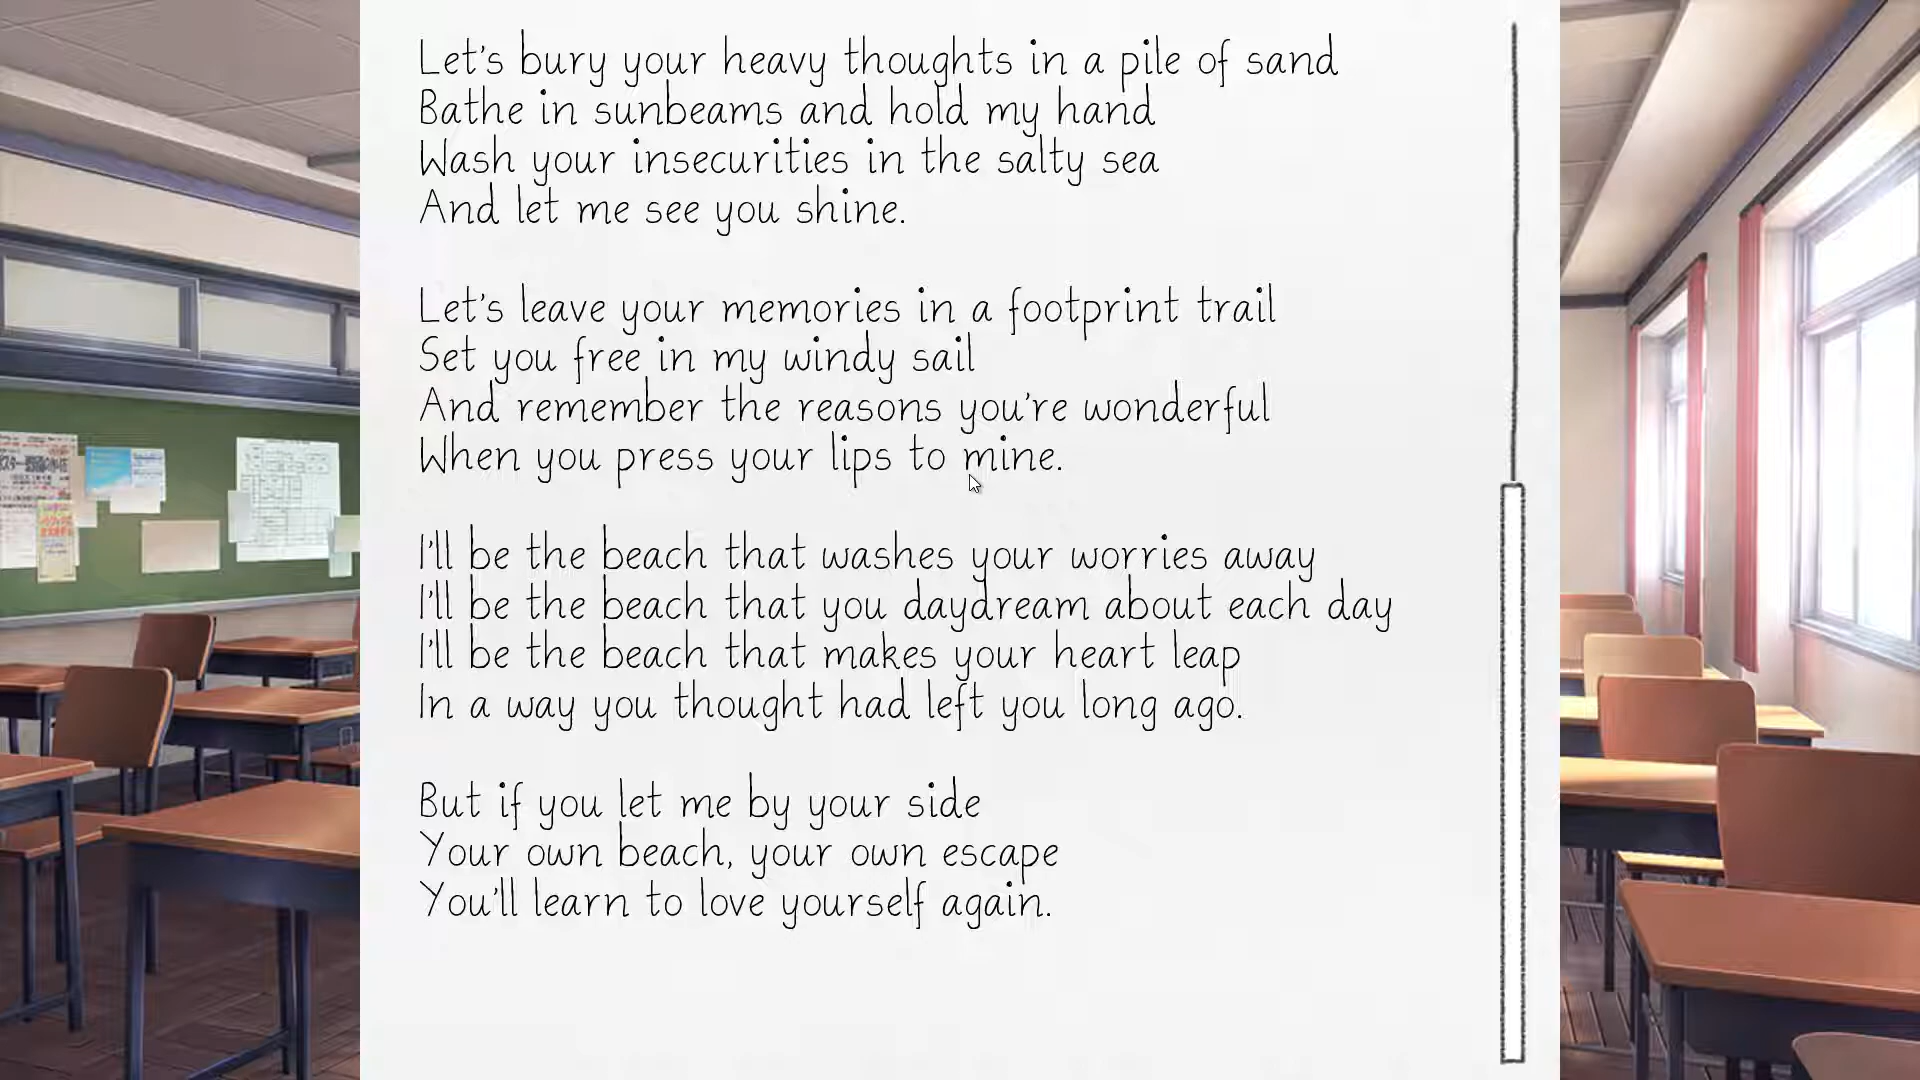 Let's bury your heavy thoughts in a pile of sand
Bathe in sunbeams and hold my hand
Wash your insecurities in the salty sea
And let me see you shine.
Let's leave your memories in a footprint trail
Set you free in my windy sail
And remember the reasons you're wonderful
When you press your lips to mine.
I'll be the beach that washes your worries away
I'll be the beach that you daydream about each day
I'll be the beach that makes your heart leap
In a way you thought had left you long ago.
But if you let me by your side
Your own beach, your own escape
You'll learn to love yourself again.